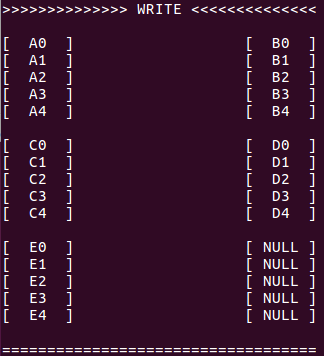 >>>>>>>>>>>>>> WRITE <<<<<<<<<<<<<<
[  A0  ]                    [  B0  ]
[  A1  ]                    [  B1  ]
[  A2  ]                    [  B2  ]
[  A3  ]                    [  B3  ]
[  A4  ]                    [  B4  ]
[  C0  ]                    [  D0  ]
[  C1  ]                    [  D1  ]
[  C2  ]                    [  D2  ]
[  C3  ]                    [  D3  ]
[  C4  ]                    [  D4  ]
[  E0  ]                    [ NULL ]
[  E1  ]                    [ NULL ]
[  E2  ]                    [ NULL ]
[  E3  ]                    [ NULL ]
[  E4  ]                    [ NULL ]
====================================